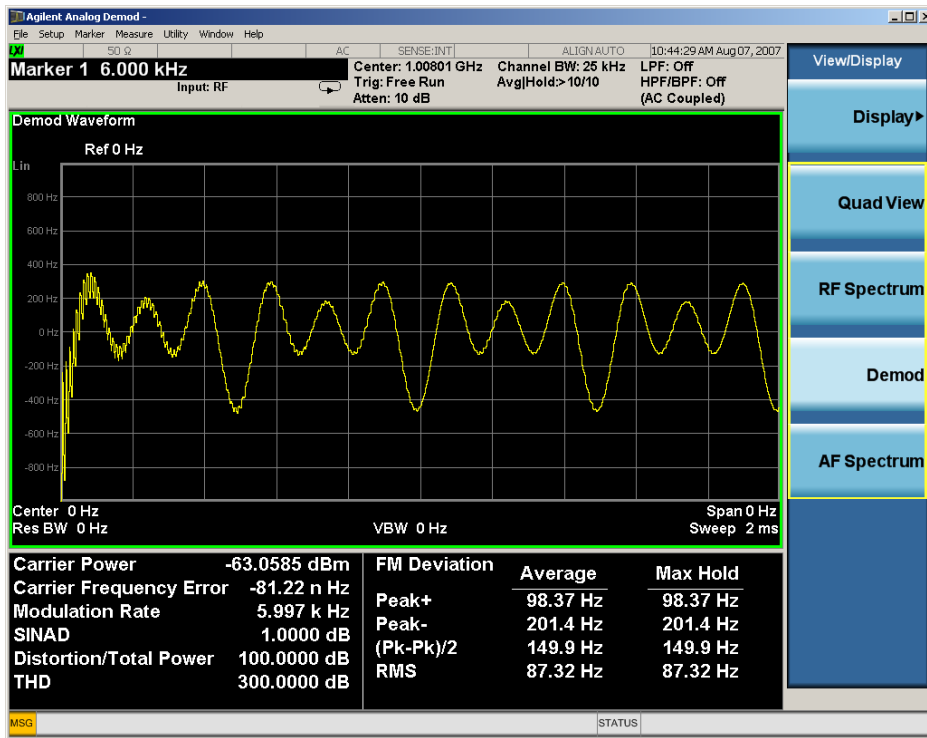 Agilent Analog Demod -
File Setup Marker Measure Utility Window Help
LXI 50 Ω AC SENSE:INT ALIGN AUTO 10:44:29 AM Aug 07, 2007
Marker 1 6.000 kHz
Input: RF
Center: 1.00801 GHz
Trig: Free Run
Atten: 10 dB
Channel BW: 25 kHz
Avg|Hold:>10/10
LPF: Off
HPF/BPF: Off
(AC Coupled)
View/Display
Display
Quad View
RF Spectrum
Demod
AF Spectrum
Demod Waveform
Ref 0 Hz
Lin
800 Hz
600 Hz
400 Hz
200 Hz
0 Hz
-200 Hz
-400 Hz
-600 Hz
-800 Hz
Center 0 Hz Span 0 Hz
Res BW 0 Hz VBW 0 Hz Sweep 2 ms
Carrier Power -63.0585 dBm
Carrier Frequency Error -81.22 n Hz
Modulation Rate 5.997 k Hz
SINAD 1.0000 dB
Distortion/Total Power 100.0000 dB
THD 300.0000 dB
FM Deviation Average Max Hold
Peak+ 98.37 Hz 98.37 Hz
Peak- 201.4 Hz 201.4 Hz
(Pk-Pk)/2 149.9 Hz 149.9 Hz
RMS 87.32 Hz 87.32 Hz
MSG STATUS